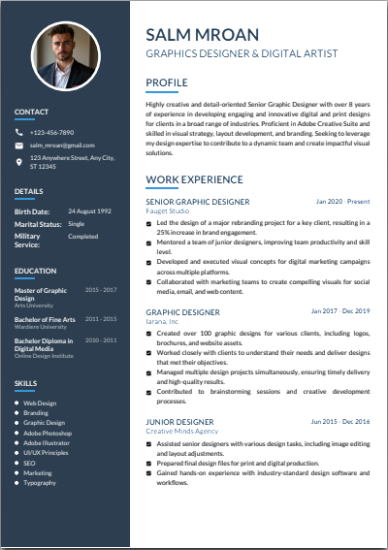 SALM MROAN
GRAPHICS DESIGNER & DIGITAL ARTIST
PROFILE
Highly creative and detail-oriented Senior Graphic Designer with over 8 years
of experience in developing engaging and innovative digital and print designs
for clients in a broad range of industries. Proficient in Adobe Creative Suite and
skilled in visual strategy, layout development, and branding. Seeking to leverage
my design expertise to contribute to a dynamic team and create impactful visual
solutions.
WORK EXPERIENCE
SENIOR GRAPHIC DESIGNER Jan 2020 - Present
Fauget Studio
Led the design of a major rebranding project for a key client, resulting in a
25% increase in brand engagement.
Mentored a team of junior designers, improving team productivity and skill
level.
Developed and executed visual concepts for digital marketing campaigns
across multiple platforms.
Collaborated with marketing teams to create compelling visuals for social
media, email, and web content.
GRAPHIC DESIGNER Jan 2017 - Dec 2019
Iarana, Inc
Created over 100 graphic designs for various clients, including logos,
brochures, and website assets.
Worked closely with clients to understand their needs and deliver designs
that met their objectives.
Managed multiple design projects simultaneously, ensuring timely delivery
and high-quality results.
Contributed to brainstorming sessions and creative development
processes.
JUNIOR DESIGNER Jun 2015 - Dec 2016
Creative Minds Agency
Assisted senior designers with various design tasks, including image editing
and layout adjustments.
Prepared final design files for print and digital production.
Gained hands-on experience with industry-standard design software and
workflows.
CONTACT
+123-456-7890
salm_mroan@gmail.com
123 Anywhere Street, Any City,
ST 12345
DETAILS
Birth Date: 24 August 1992
Marital Status: Single
Military Completed
Service:
EDUCATION
Master of Graphic 2015 - 2017
Design
Arts University
Bachelor of Fine Arts 2011 - 2015
Wardiere University
Bachelor Diploma in 2010 - 2011
Digital Media
Online Design Institute
SKILLS
Web Design
Branding
Graphic Design
Adobe Photoshop
Adobe Illustrator
UI/UX Principles
SEO
Marketing
Typography